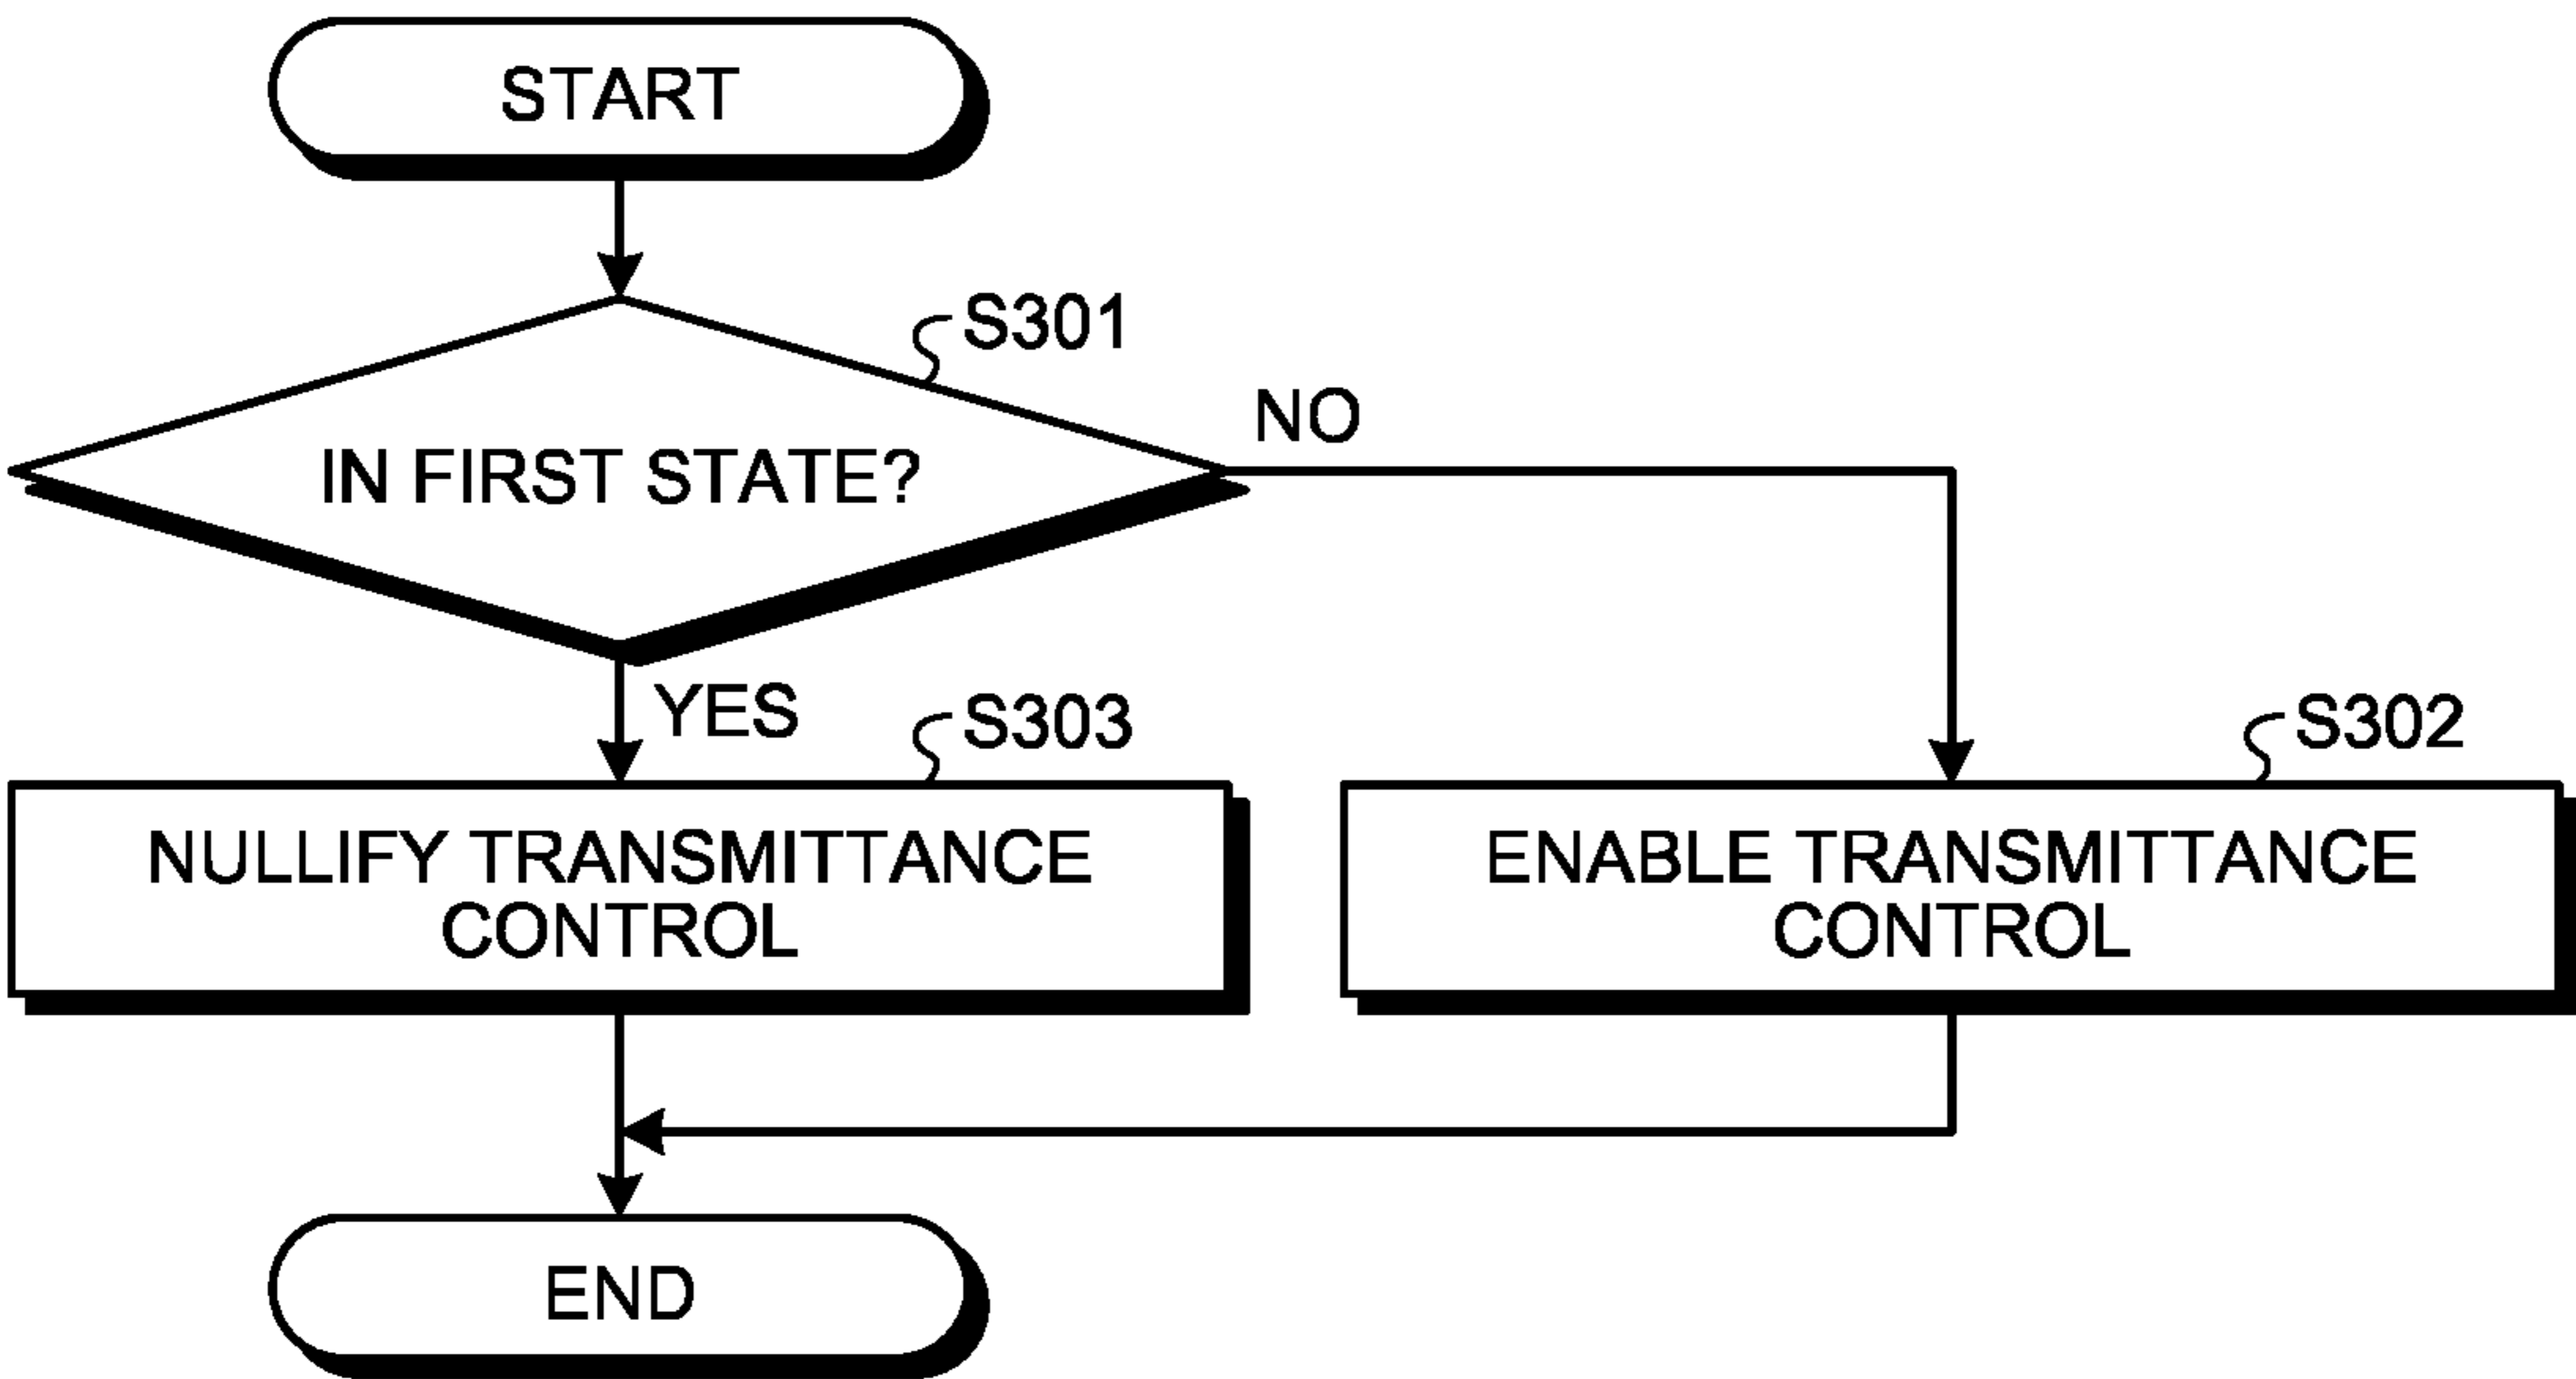 START
S301
IN FIRST STATE?
NO
YES
S303
NULLIFY TRANSMITTANCE
CONTROL
S302
ENABLE TRANSMITTANCE
CONTROL
END